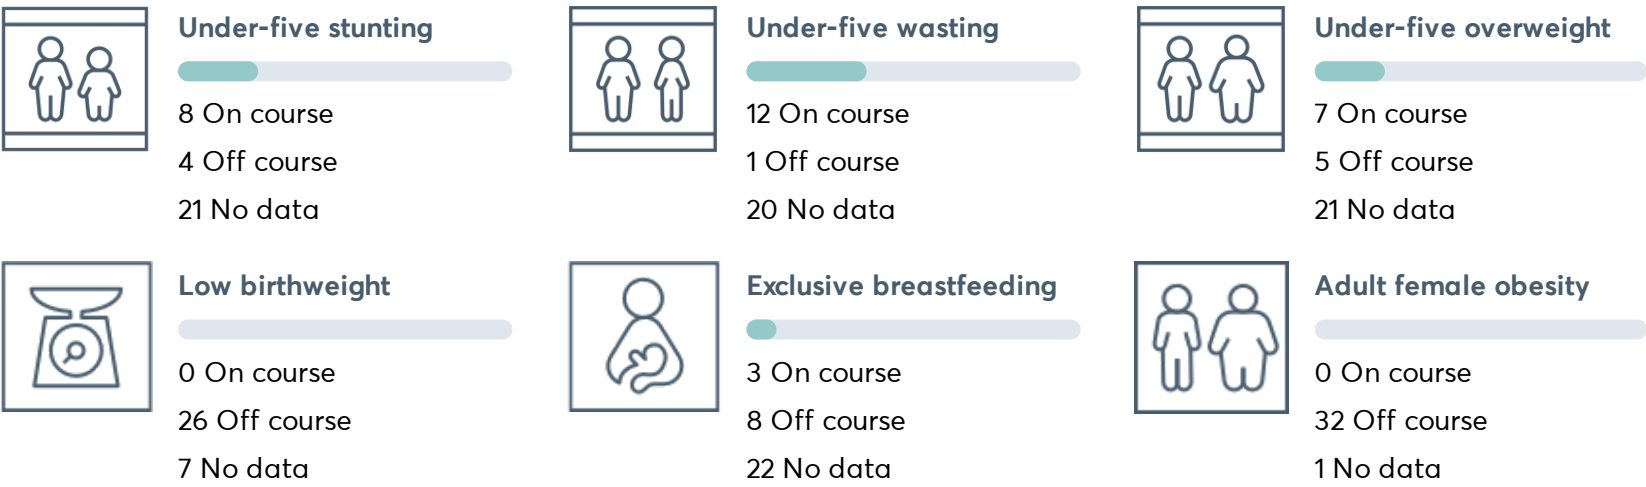 Under-five stunting
8 On course
4 Off course
21 No data
Under-five wasting
12 On course
1 Off course
20 No data
Under-five overweight
7 On course
5 Off course
21 No data
Low birthweight
0 On course
26 Off course
7 No data
Exclusive breastfeeding
3 On course
8 Off course
22 No data
Adult female obesity
0 On course
32 Off course
1 No data